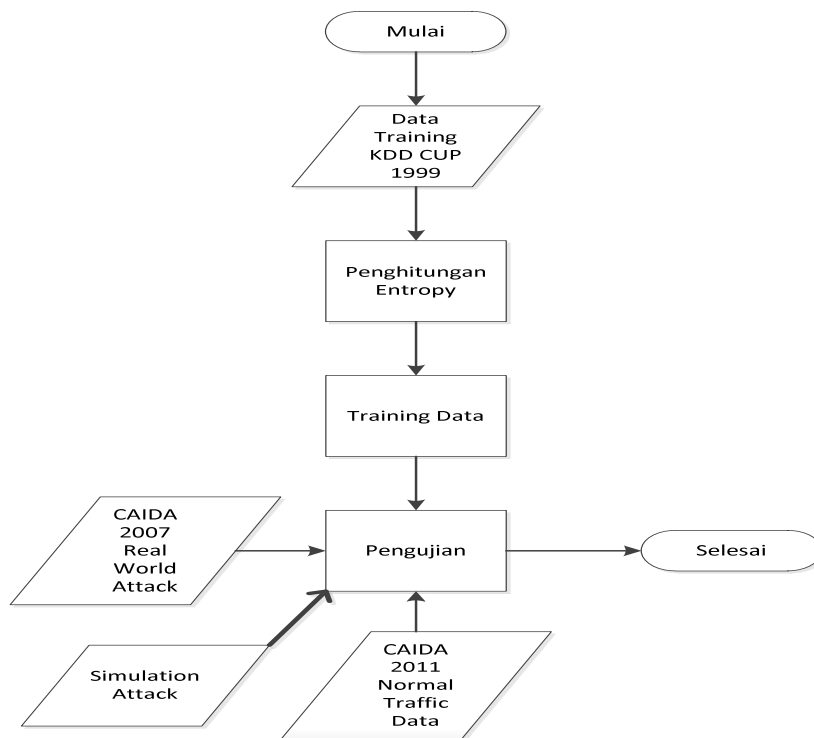 Mulai
Data
Training
KDD CUP
1999
Penghitungan
Entropy
Training Data
CAIDA
2007
Real
World
Attack
Pengujian
Selesai
Simulation
Attack
CAIDA
2011
Normal
Traffic
Data